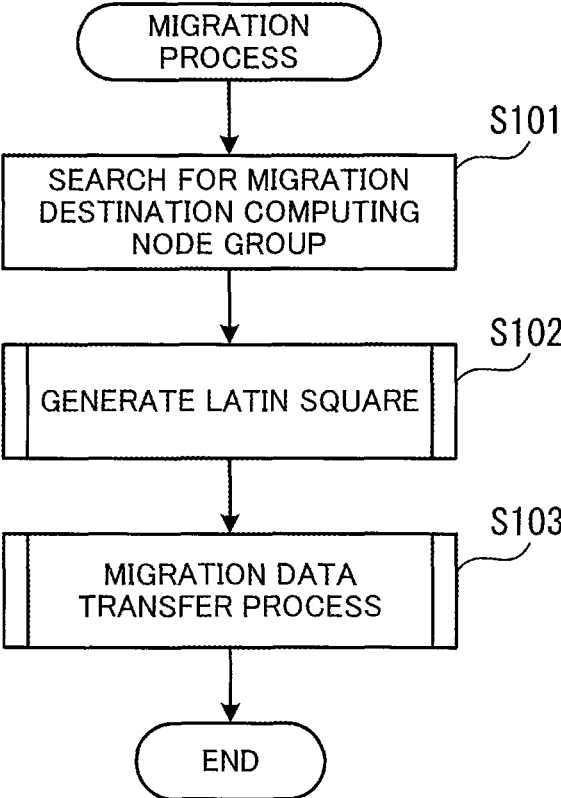 MIGRATION
PROCESS
S101
SEARCH FOR MIGRATION
DESTINATION COMPUTING
NODE GROUP
S102
GENERATE LATIN SQUARE
S103
MIGRATION DATA
TRANSFER PROCESS
END